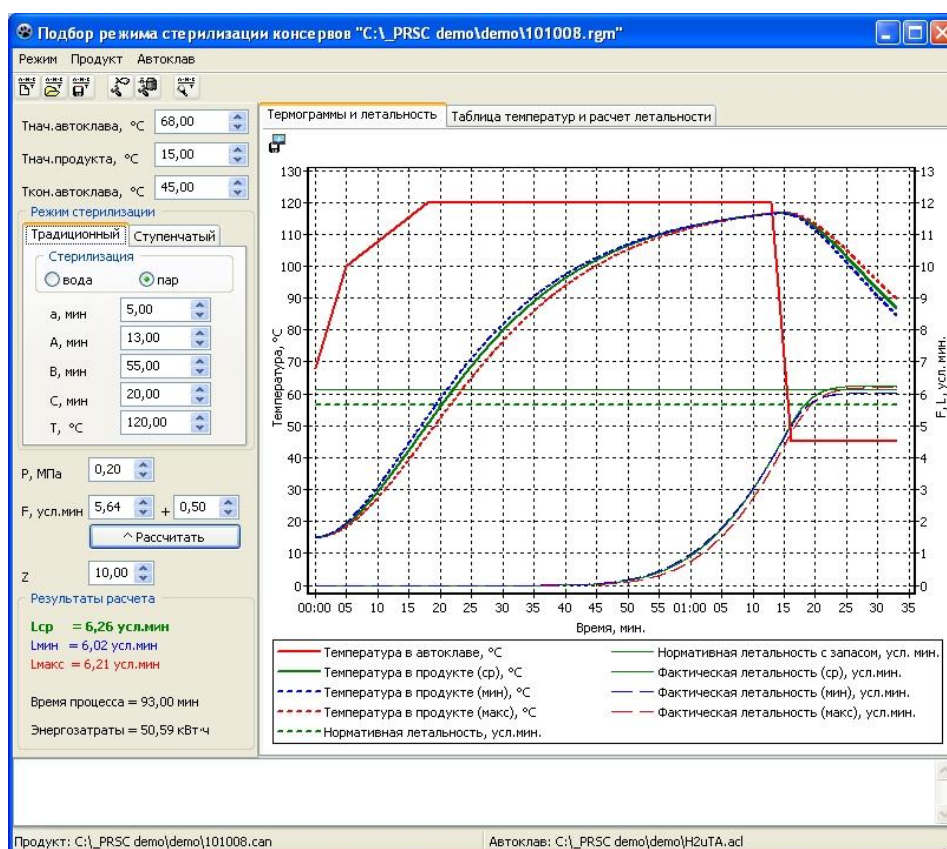 Подбор режима стерилизации консервов "C:\_PRSC demo\demo\101008.rgm"
Режим Продукт Автоклав
Tнач.автоклава, °C 68,00
Tнач.продукта, °C 15,00
Tкон.автоклава, °C 45,00
Режим стерилизации
Традиционный Ступенчатый
Стерилизация
вода пар
a, мин 5,00
A, мин 13,00
B, мин 55,00
C, мин 20,00
T, °C 120,00
P, МПа 0,20
F, усл.мин 5,64 + 0,50
^ Рассчитать
Z 10,00
Результаты расчета
Lср = 6,26 усл.мин
Lмин = 6,02 усл.мин
Lмакс = 6,21 усл.мин
Время процесса = 93,00 мин
Энергозатраты = 50,59 кВт·ч
Термограммы и летальность Таблица температур и расчет летальности
Температура, °C
130
120
110
100
90
80
70
60
50
40
30
20
10
0
13
12
11
10
9
8
7
6
5
4
3
2
1
0
F, L, усл. мин.
00:00 05 10 15 20 25 30 35 40 45 50 55 01:00 05 10 15 20 25 30 35
Время, мин.
Температура в автоклаве, °C
Температура в продукте (ср), °C
Температура в продукте (мин), °C
Температура в продукте (макс), °C
Нормативная летальность, усл.мин.
Нормативная летальность с запасом, усл. мин.
Фактическая летальность (ср), усл.мин.
Фактическая летальность (мин), усл.мин.
Фактическая летальность (макс), усл.мин.
Продукт: C:\_PRSC demo\demo\101008.can Автоклав: C:\_PRSC demo\demo\H2uTA.acl